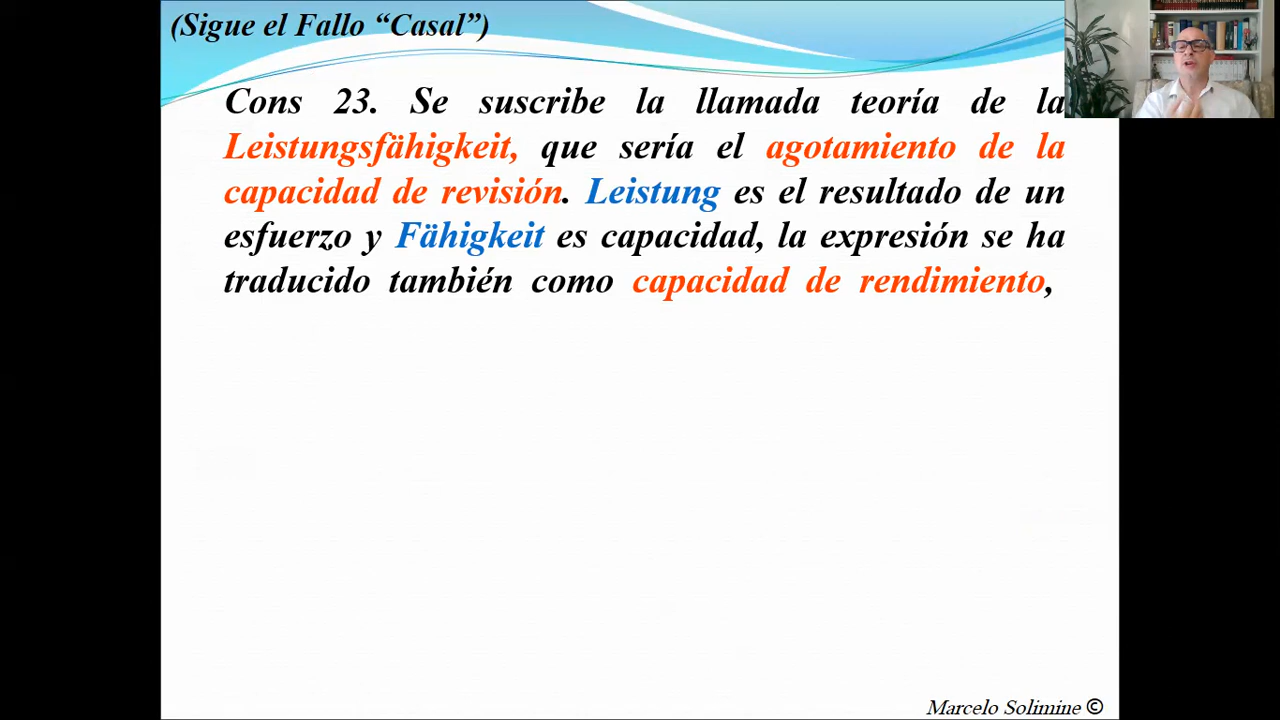 (Sigue el Fallo “Casal”)
Cons 23. Se suscribe la llamada teoría de la
Leistungsfähigkeit, que sería el agotamiento de la
capacidad de revisión. Leistung es el resultado de un
esfuerzo y Fähigkeit es capacidad, la expresión se ha
traducido también como capacidad de rendimiento,
Marcelo Solimine ©